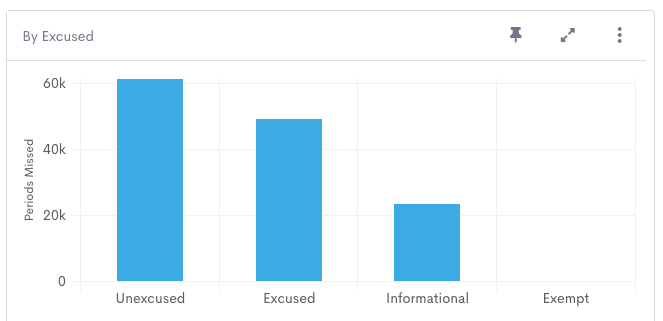 By Excused
60k
40k
20k
0
Periods Missed
Unexcused
Excused
Informational
Exempt